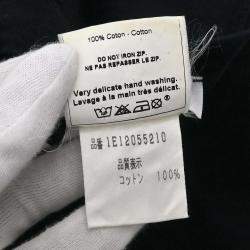 100% Coton - Cotton
DO NOT IRON ZIP.
NE PAS REPASSER LE ZIP.
Very delicate hand washing.
Lavage à la main très délicat.
品番 1E12055210
品質表示
コットン 100%